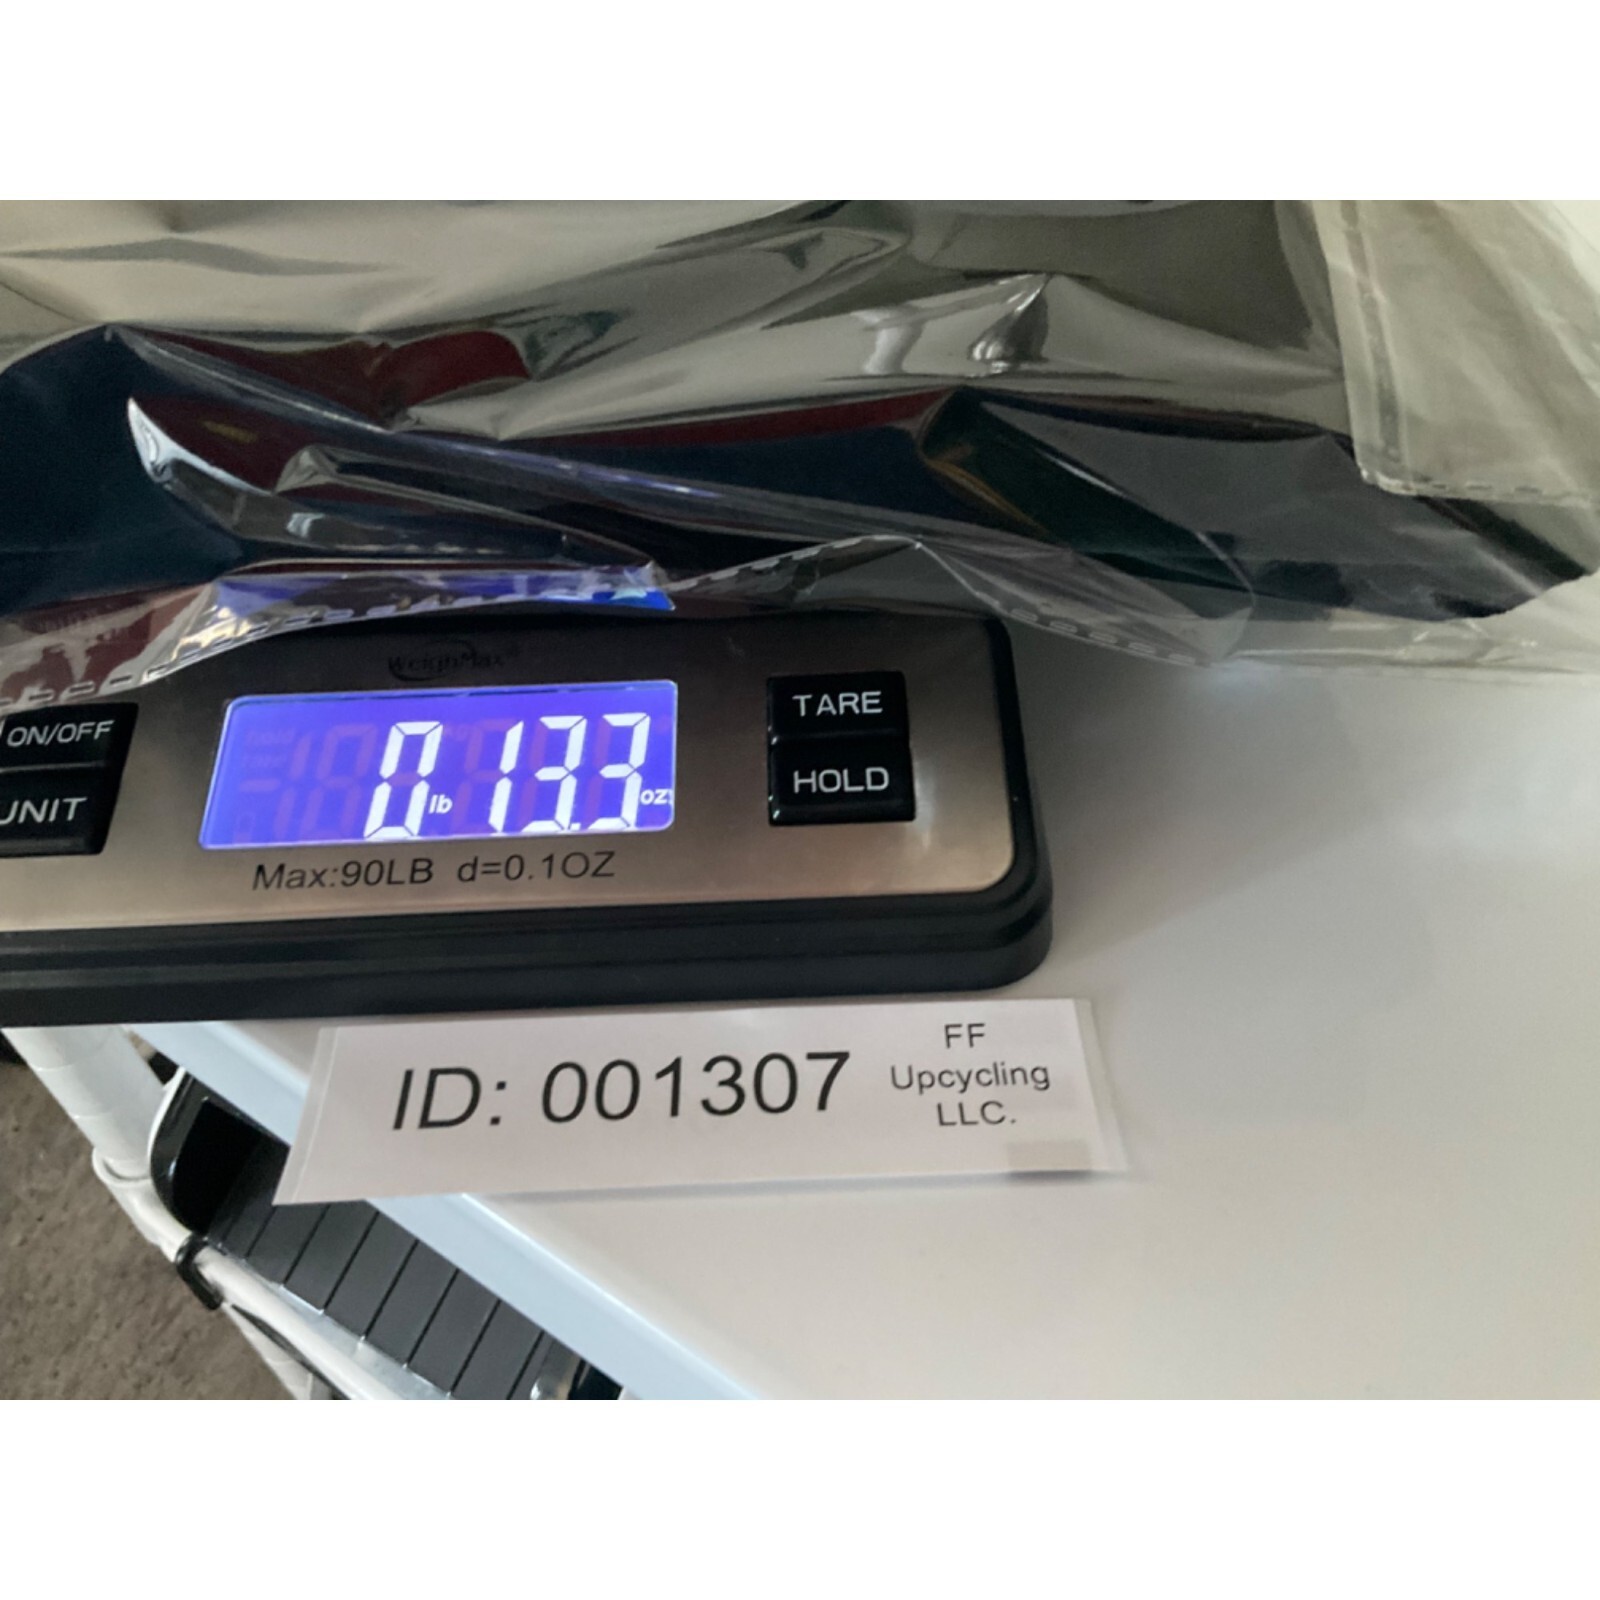 WeighMax
ON/OFF
UNIT
0 lb 13.3 oz
TARE
HOLD
Max:90LB d=0.1OZ
ID: 001307
FF
Upcycling
LLC.